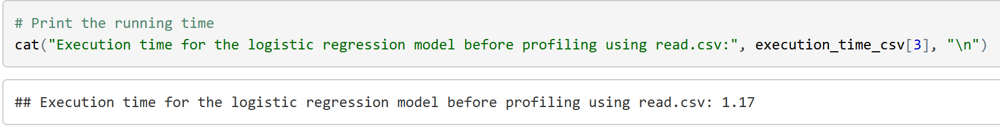 # Print the running time
cat("Execution time for the logistic regression model before profiling using read.csv:", execution_time_csv[3], "\n")
## Execution time for the logistic regression model before profiling using read.csv: 1.17